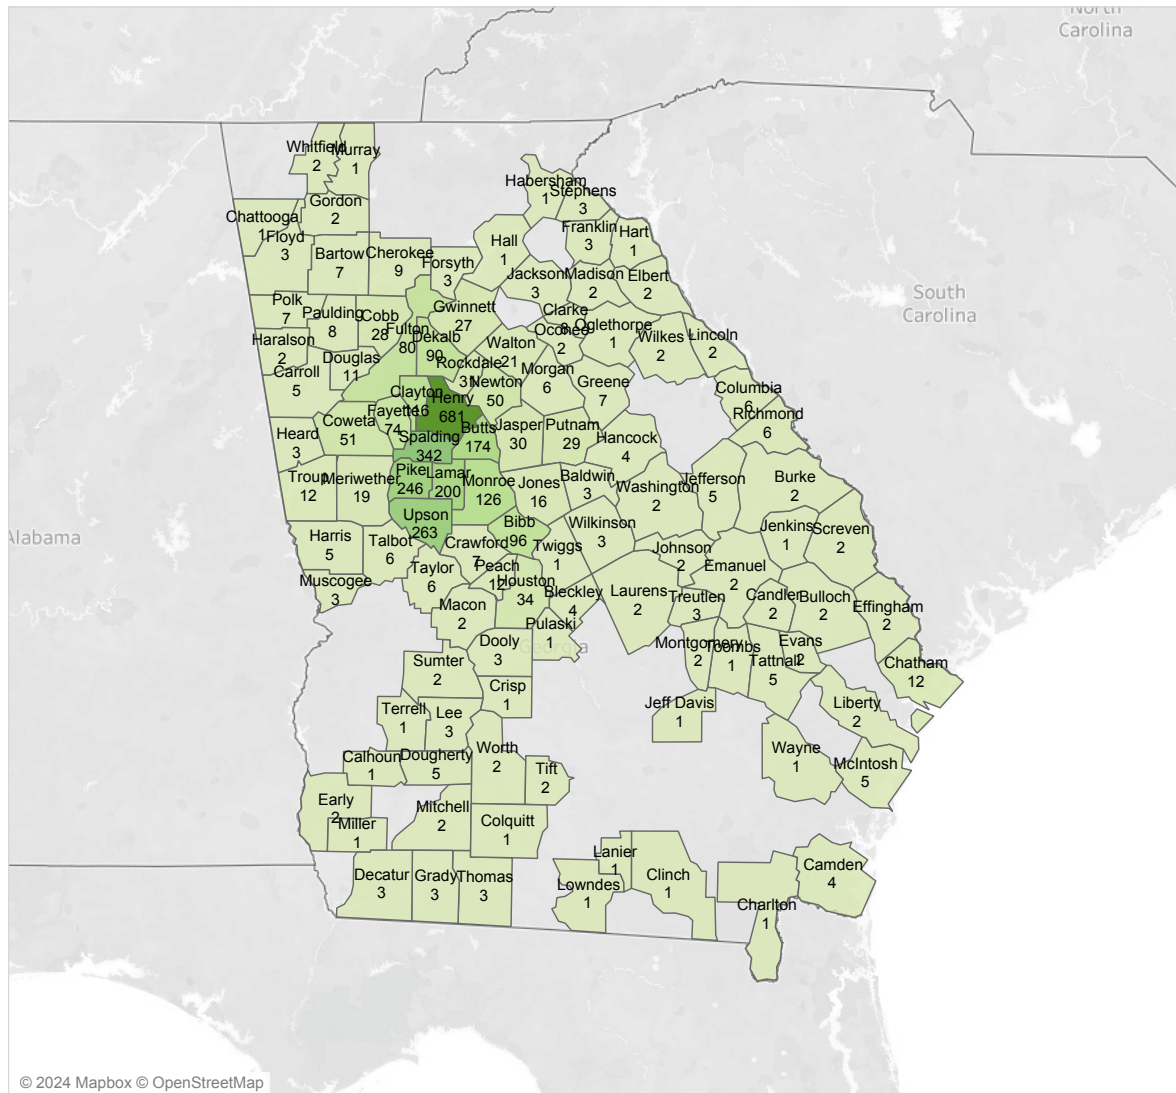 North
Carolina
Whitfield
2
Murray
1
Habersham
1
Stephens
3
Gordon
2
Chattooga
1
Floyd
3
Franklin
3
Hart
1
Hall
1
Bartow
7
Cherokee
9
Forsyth
3
Jackson
3
Madison
2
Elbert
2
South
Carolina
Polk
7
Paulding
8
Cobb
28
Fulton
80
Gwinnett
27
Dekalb
90
Clarke
8
Oconee
2
Oglethorpe
1
Wilkes
2
Lincoln
2
Haralson
2
Douglas
11
Walton
21
Rockdale
31
Morgan
6
Carroll
5
Clayton
116
Henry
681
Newton
50
Greene
7
Columbia
6
Richmond
6
Fayette
74
Coweta
51
Heard
3
Spalding
342
Butts
174
Jasper
30
Putnam
29
Hancock
4
Troup
12
Meriwether
19
Pike
246
Lamar
200
Monroe
126
Jones
16
Baldwin
3
Washington
2
Jefferson
5
Burke
2
Upson
263
Bibb
96
Wilkinson
3
Jenkins
1
Screven
2
Alabama
Harris
5
Talbot
6
Crawford
7
Twiggs
1
Johnson
2
Emanuel
2
Muscogee
3
Taylor
6
Peach
12
Houston
34
Bleckley
4
Laurens
2
Treutlen
3
Candler
2
Bulloch
2
Effingham
2
Macon
2
Pulaski
1
Georgia
Dooly
3
Montgomery
2
Toombs
1
Tattnall
5
Evans
2
Chatham
12
Sumter
2
Crisp
1
Jeff Davis
1
Liberty
2
Terrell
1
Lee
3
Worth
2
Wayne
1
McIntosh
5
Calhoun
1
Dougherty
5
Tift
2
Early
2
Miller
1
Mitchell
2
Colquitt
1
Decatur
3
Grady
3
Thomas
3
Lanier
1
Lowndes
1
Clinch
1
Camden
4
Charlton
1
© 2024 Mapbox © OpenStreetMap